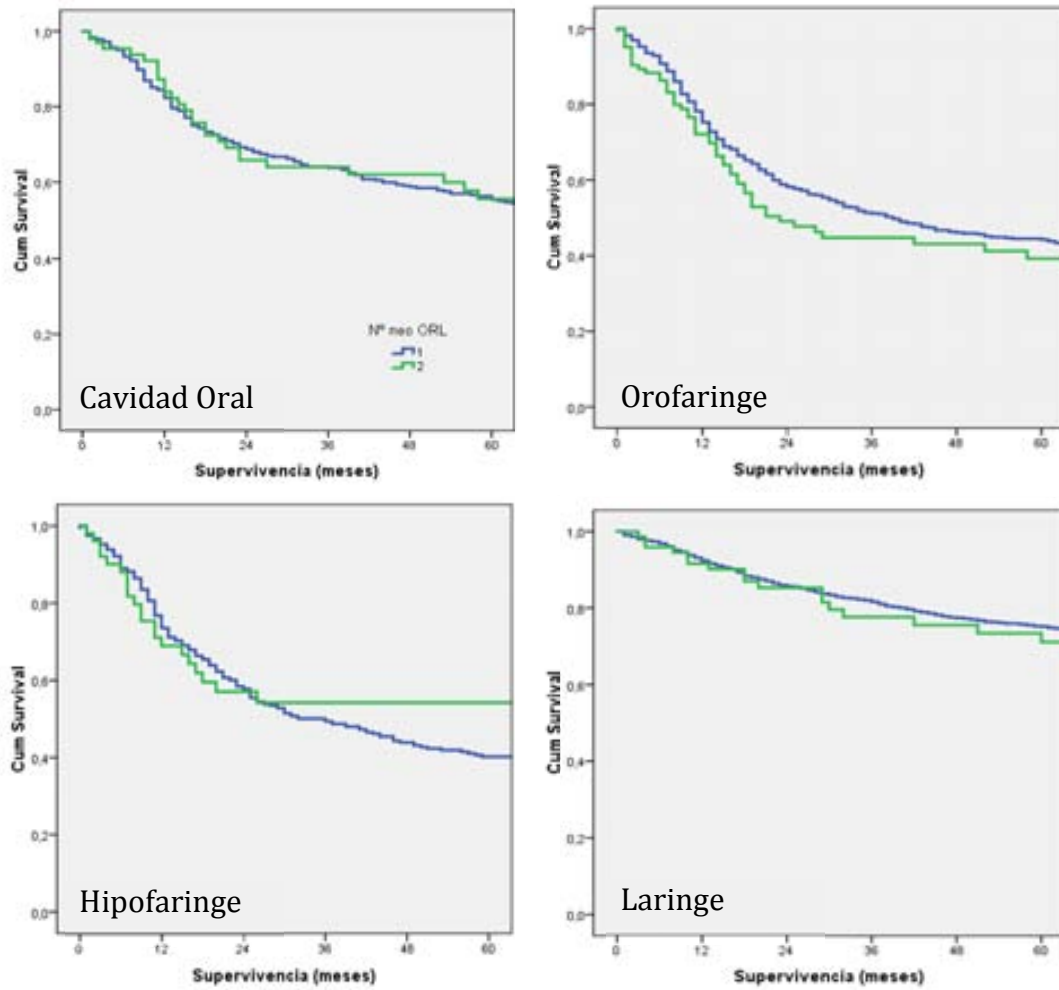 1,0
0,8
0,6
0,4
0,2
0,0
Cum Survival
Nº neo ORL
1
2
Cavidad Oral
0 12 24 36 48 60
Supervivencia (meses)
1,0
0,8
0,6
0,4
0,2
0,0
Cum Survival
Orofaringe
0 12 24 36 48 60
Supervivencia (meses)
1,0
0,8
0,6
0,4
0,2
0,0
Cum Survival
Hipofaringe
0 12 24 36 48 60
Supervivencia (meses)
1,0
0,8
0,6
0,4
0,2
0,0
Cum Survival
Laringe
0 12 24 36 48 60
Supervivencia (meses)